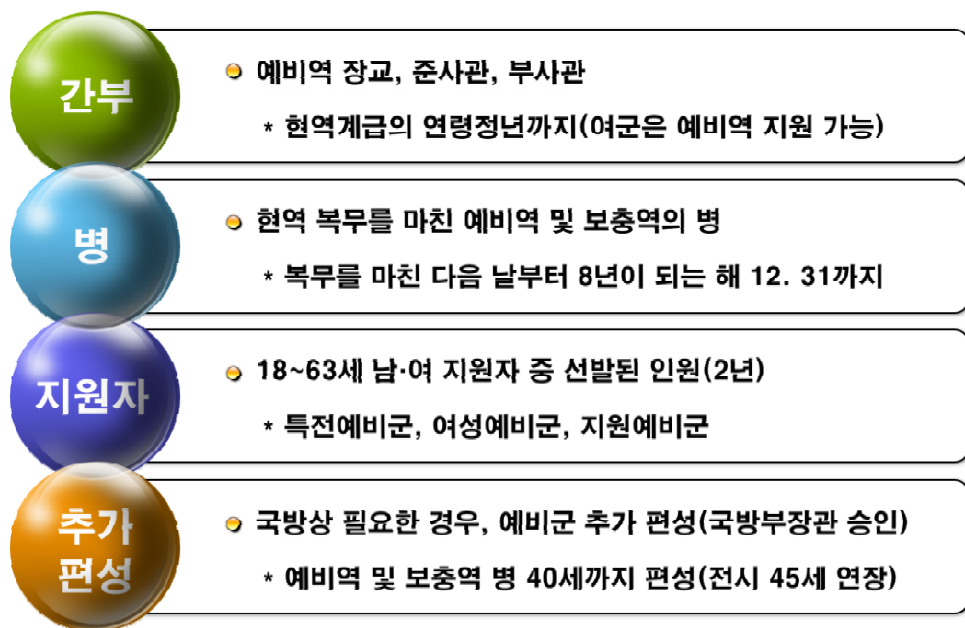 간부
예비역 장교, 준사관, 부사관
* 현역계급의 연령정년까지(여군은 예비역 지원 가능)
병
현역 복무를 마친 예비역 및 보충역의 병
* 복무를 마친 다음 날부터 8년이 되는 해 12. 31까지
지원자
18~63세 남·여 지원자 중 선발된 인원(2년)
* 특전예비군, 여성예비군, 지원예비군
추가
편성
국방상 필요한 경우, 예비군 추가 편성(국방부장관 승인)
* 예비역 및 보충역 병 40세까지 편성(전시 45세 연장)